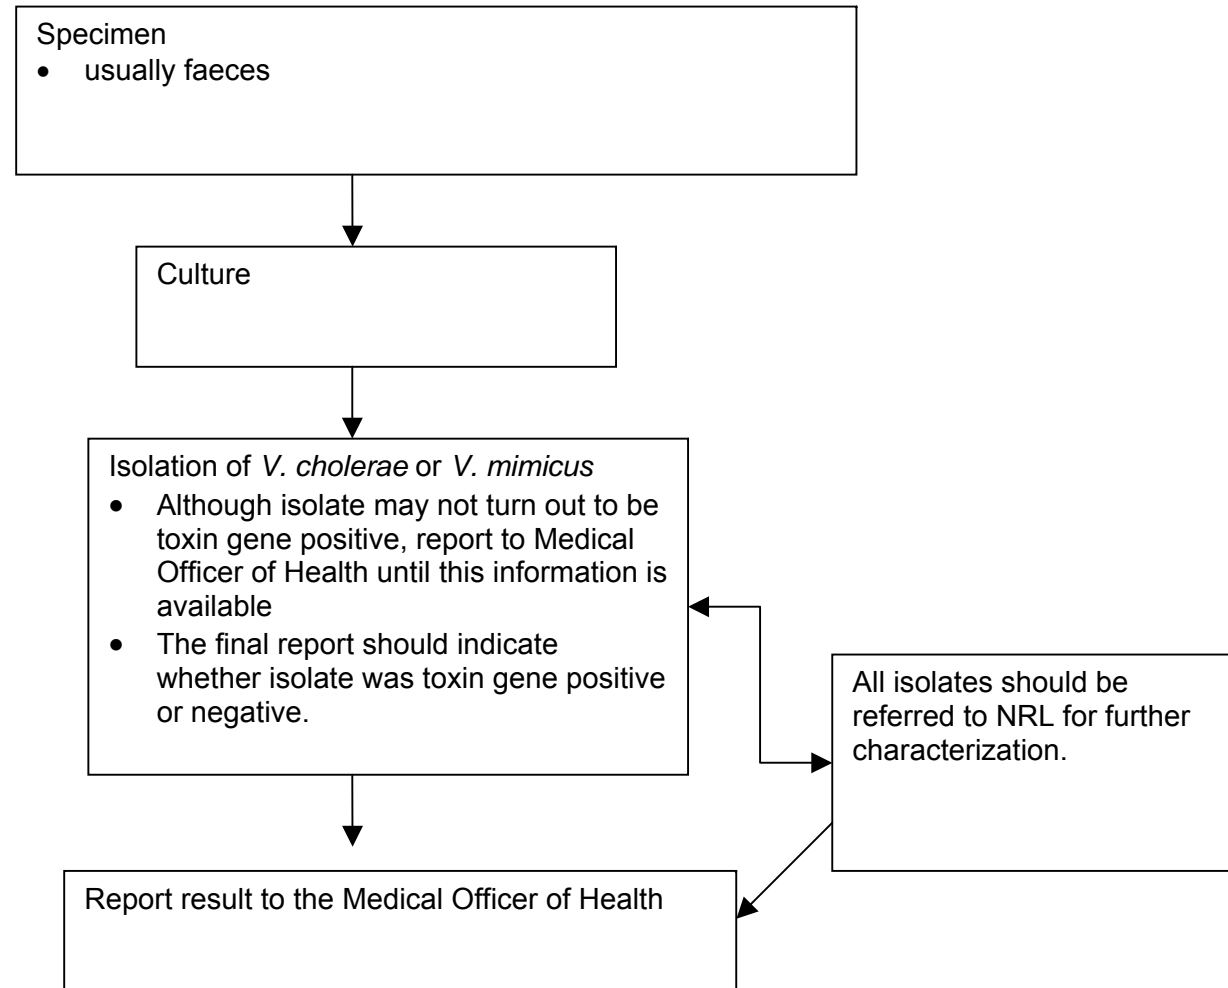 Specimen
• usually faeces
Culture
Isolation of V. cholerae or V. mimicus
• Although isolate may not turn out to be
toxin gene positive, report to Medical
Officer of Health until this information is
available
• The final report should indicate
whether isolate was toxin gene positive
or negative.
All isolates should be
referred to NRL for further
characterization.
Report result to the Medical Officer of Health